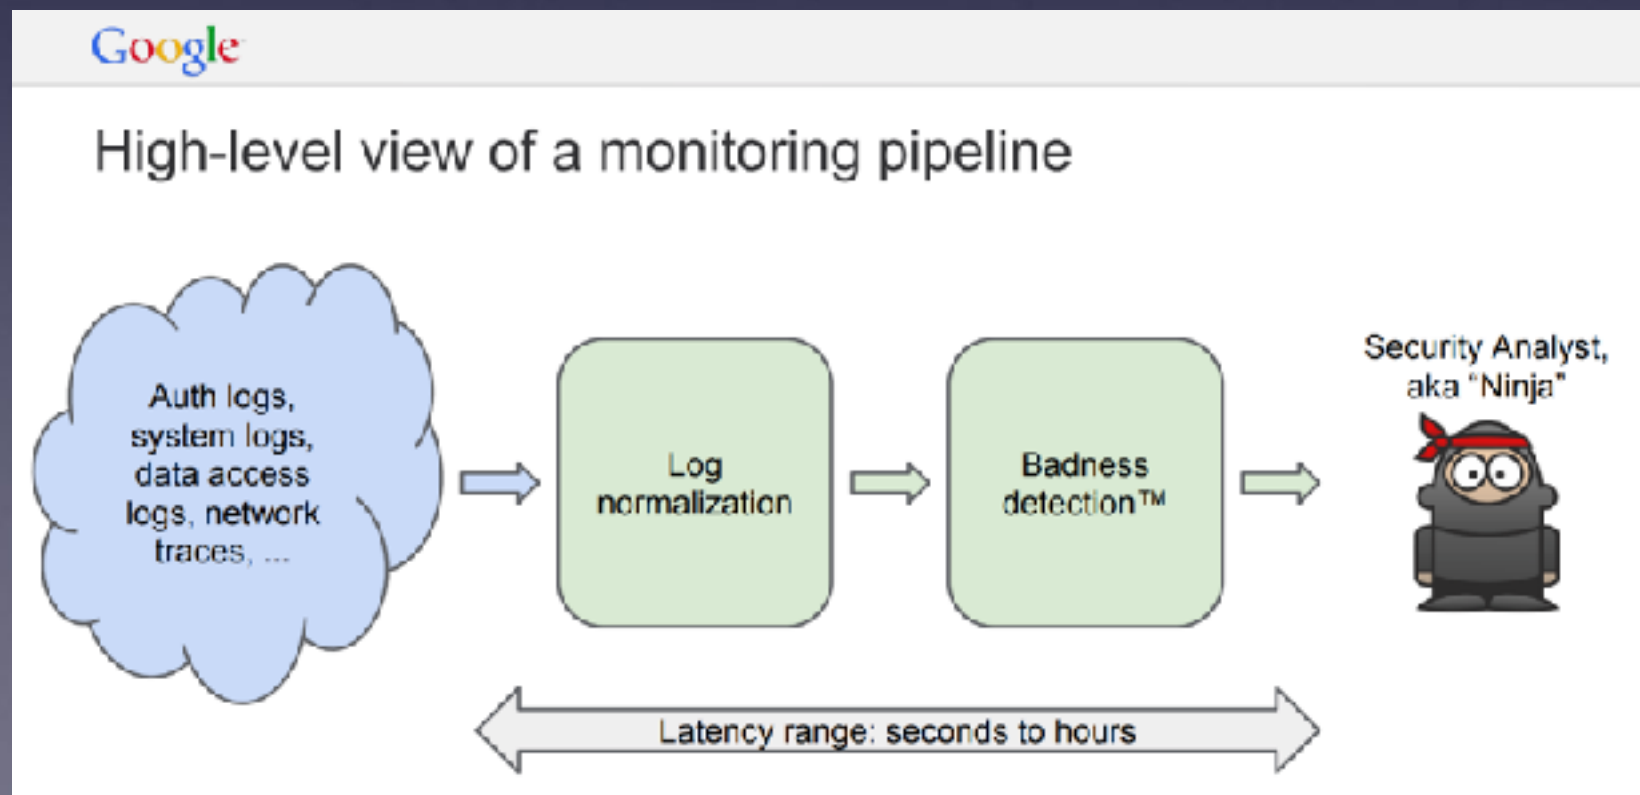 Google
High-level view of a monitoring pipeline
Auth logs,
system logs,
data access
logs, network
traces, ...
Log
normalization
Badness
detection™
Security Analyst,
aka “Ninja”
Latency range: seconds to hours